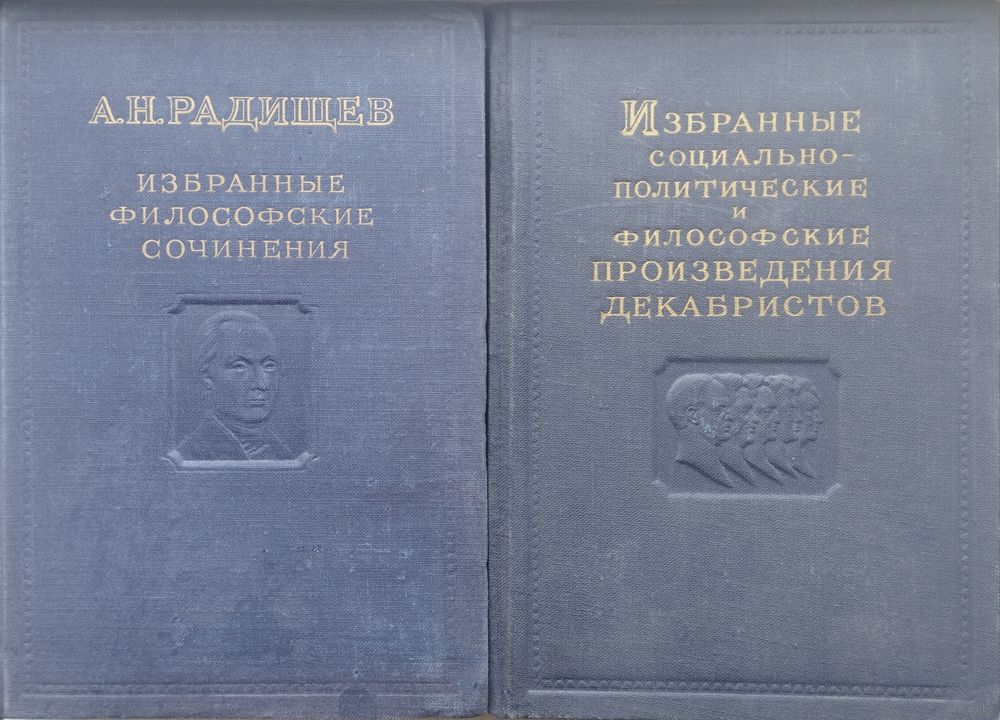 А.Н.РАДИЩЕВ
ИЗБРАННЫЕ
ФИЛОСОФСКИЕ
СОЧИНЕНИЯ
ИЗБРАННЫЕ
СОЦИАЛЬНО-
ПОЛИТИЧЕСКИЕ
И
ФИЛОСОФСКИЕ
ПРОИЗВЕДЕНИЯ
ДЕКАБРИСТОВ